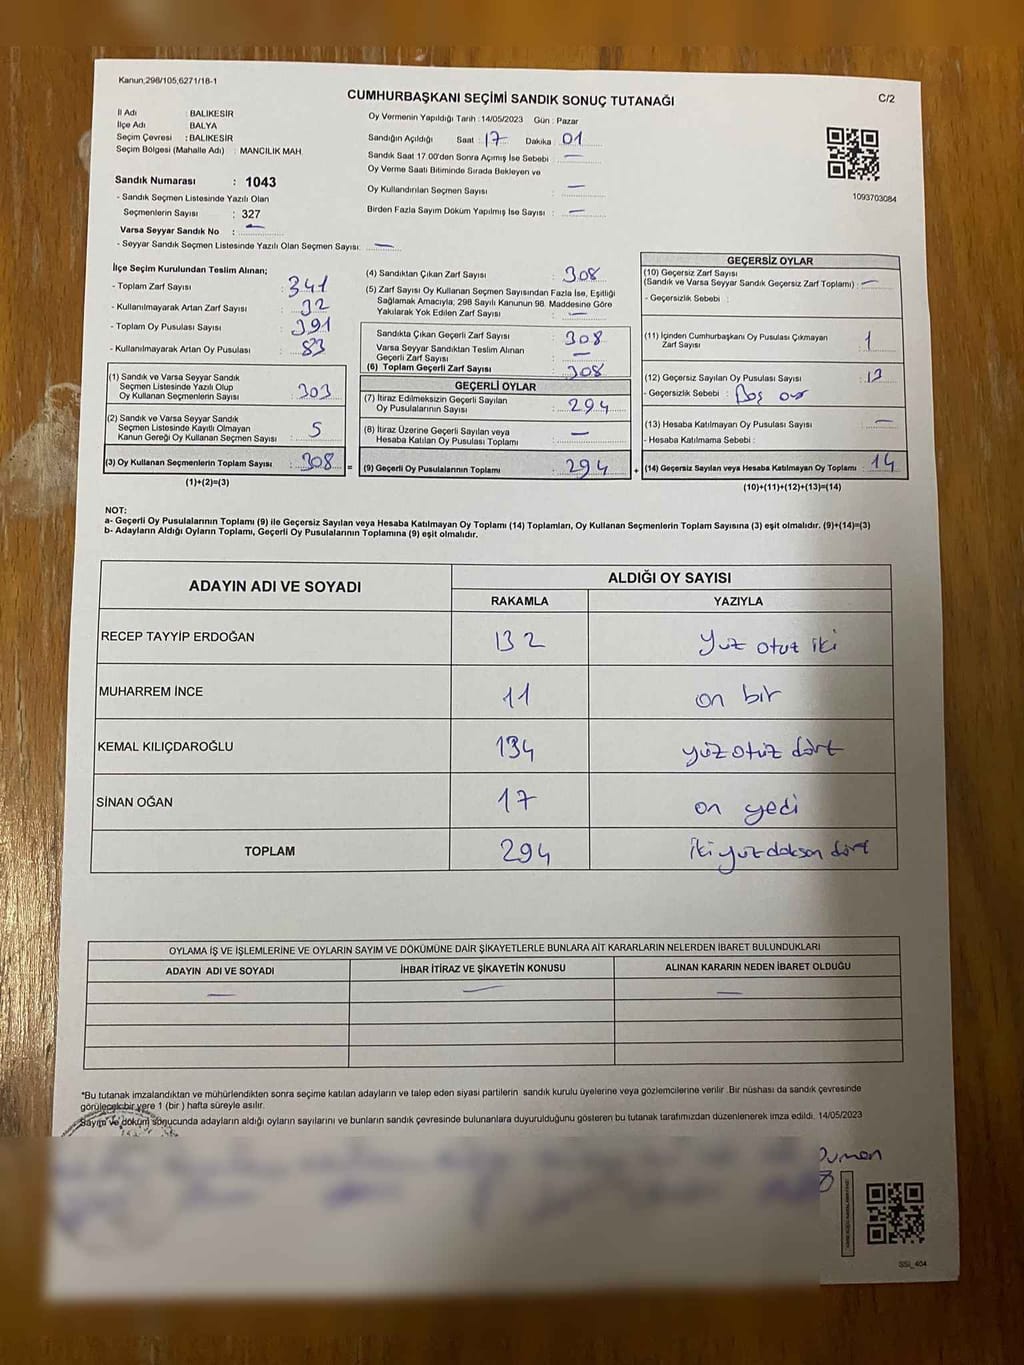 Kanun,298/105,6271/16-1
CUMHURBAŞKANI SEÇİMİ SANDIK SONUÇ TUTANAĞI
C/2
İl Adı : BALIKESİR
İlçe Adı : BALYA
Seçim Çevresi : BALIKESİR
Seçim Bölgesi (Mahalle Adı) : MANCILIK MAH.
Oy Vermenin Yapıldığı Tarih : 14/05/2023 Gün : Pazar
Sandığın Açıldığı Saat : 17 Dakika 01
Sandık Saat 17.00'den Sonra Açılmış İse Sebebi : —
Oy Verme Saati Bitiminde Sırada Bekleyen ve
Oy Kullandırılan Seçmen Sayısı : —
Birden Fazla Sayım Döküm Yapılmış İse Sayısı : —
1093703084
Sandık Numarası : 1043
- Sandık Seçmen Listesinde Yazılı Olan
Seçmenlerin Sayısı : 327
Varsa Seyyar Sandık No : —
- Seyyar Sandık Seçmen Listesinde Yazılı Olan Seçmen Sayısı: —
İlçe Seçim Kurulundan Teslim Alınan;
- Toplam Zarf Sayısı : 341
- Kullanılmayarak Artan Zarf Sayısı : 32
- Toplam Oy Pusulası Sayısı : 391
- Kullanılmayarak Artan Oy Pusulası : 83
(1) Sandık ve Varsa Seyyar Sandık
Seçmen Listesinde Yazılı Olup
Oy Kullanan Seçmenlerin Sayısı : 303
(2) Sandık ve Varsa Seyyar Sandık
Seçmen Listesinde Kayıtlı Olmayan
Kanun Gereği Oy Kullanan Seçmen Sayısı : 5
(3) Oy Kullanan Seçmenlerin Toplam Sayısı : 308
(1)+(2)=(3)
(4) Sandıktan Çıkan Zarf Sayısı : 308
(5) Zarf Sayısı Oy Kullanan Seçmen Sayısından Fazla İse, Eşitliği
Sağlamak Amacıyla; 298 Sayılı Kanunun 98. Maddesine Göre
Yakılarak Yok Edilen Zarf Sayısı : —
Sandıkta Çıkan Geçerli Zarf Sayısı : 308
Varsa Seyyar Sandıktan Teslim Alınan
Geçerli Zarf Sayısı : —
(6) Toplam Geçerli Zarf Sayısı : 308
GEÇERLİ OYLAR
(7) İtiraz Edilmeksizin Geçerli Sayılan
Oy Pusulalarının Sayısı : 294
(8) İtiraz Üzerine Geçerli Sayılan veya
Hesaba Katılan Oy Pusulası Toplamı : —
= (9) Geçerli Oy Pusulalarının Toplamı : 294
GEÇERSİZ OYLAR
(10) Geçersiz Zarf Sayısı
(Sandık ve Varsa Seyyar Sandık Geçersiz Zarf Toplamı) : —
- Geçersizlik Sebebi :
(11) İçinden Cumhurbaşkanı Oy Pusulası Çıkmayan
Zarf Sayısı : 1
(12) Geçersiz Sayılan Oy Pusulası Sayısı : 13
- Geçersizlik Sebebi : Boş oy
(13) Hesaba Katılmayan Oy Pusulası Sayısı : —
- Hesaba Katılmama Sebebi :
+ (14) Geçersiz Sayılan veya Hesaba Katılmayan Oy Toplamı : 14
(10)+(11)+(12)+(13)=(14)
NOT:
a- Geçerli Oy Pusulalarının Toplamı (9) ile Geçersiz Sayılan veya Hesaba Katılmayan Oy Toplamı (14) Toplamları, Oy Kullanan Seçmenlerin Toplam Sayısına (3) eşit olmalıdır. (9)+(14)=(3)
b- Adayların Aldığı Oyların Toplamı, Geçerli Oy Pusulalarının Toplamına (9) eşit olmalıdır.
ADAYIN ADI VE SOYADI ALDIĞI OY SAYISI
RAKAMLA YAZIYLA
RECEP TAYYİP ERDOĞAN 132 Yüz otuz iki
MUHARREM İNCE 11 on bir
KEMAL KILIÇDAROĞLU 134 yüz otuz dört
SİNAN OĞAN 17 on yedi
TOPLAM 294 iki yüz doksan dört
OYLAMA İŞ VE İŞLEMLERİNE VE OYLARIN SAYIM VE DÖKÜMÜNE DAİR ŞİKAYETLERLE BUNLARA AİT KARARLARIN NELERDEN İBARET BULUNDUKLARI
ADAYIN ADI VE SOYADI İHBAR İTİRAZ VE ŞİKAYETİN KONUSU ALINAN KARARIN NEDEN İBARET OLDUĞU
— — —
*Bu tutanak imzalandıktan ve mühürlendikten sonra seçime katılan adayların ve talep eden siyasi partilerin sandık kurulu üyelerine veya gözlemcilerine verilir .Bir nüshası da sandık çevresinde
görülecek bir yere 1 (bir ) hafta süreyle asılır.
Sayım ve döküm sonucunda adayların aldığı oyların sayılarını ve bunların sandık çevresinde bulunanlara duyurulduğunu gösteren bu tutanak tarafımızdan düzenlenerek imza edildi. 14/05/2023
SSİ_404